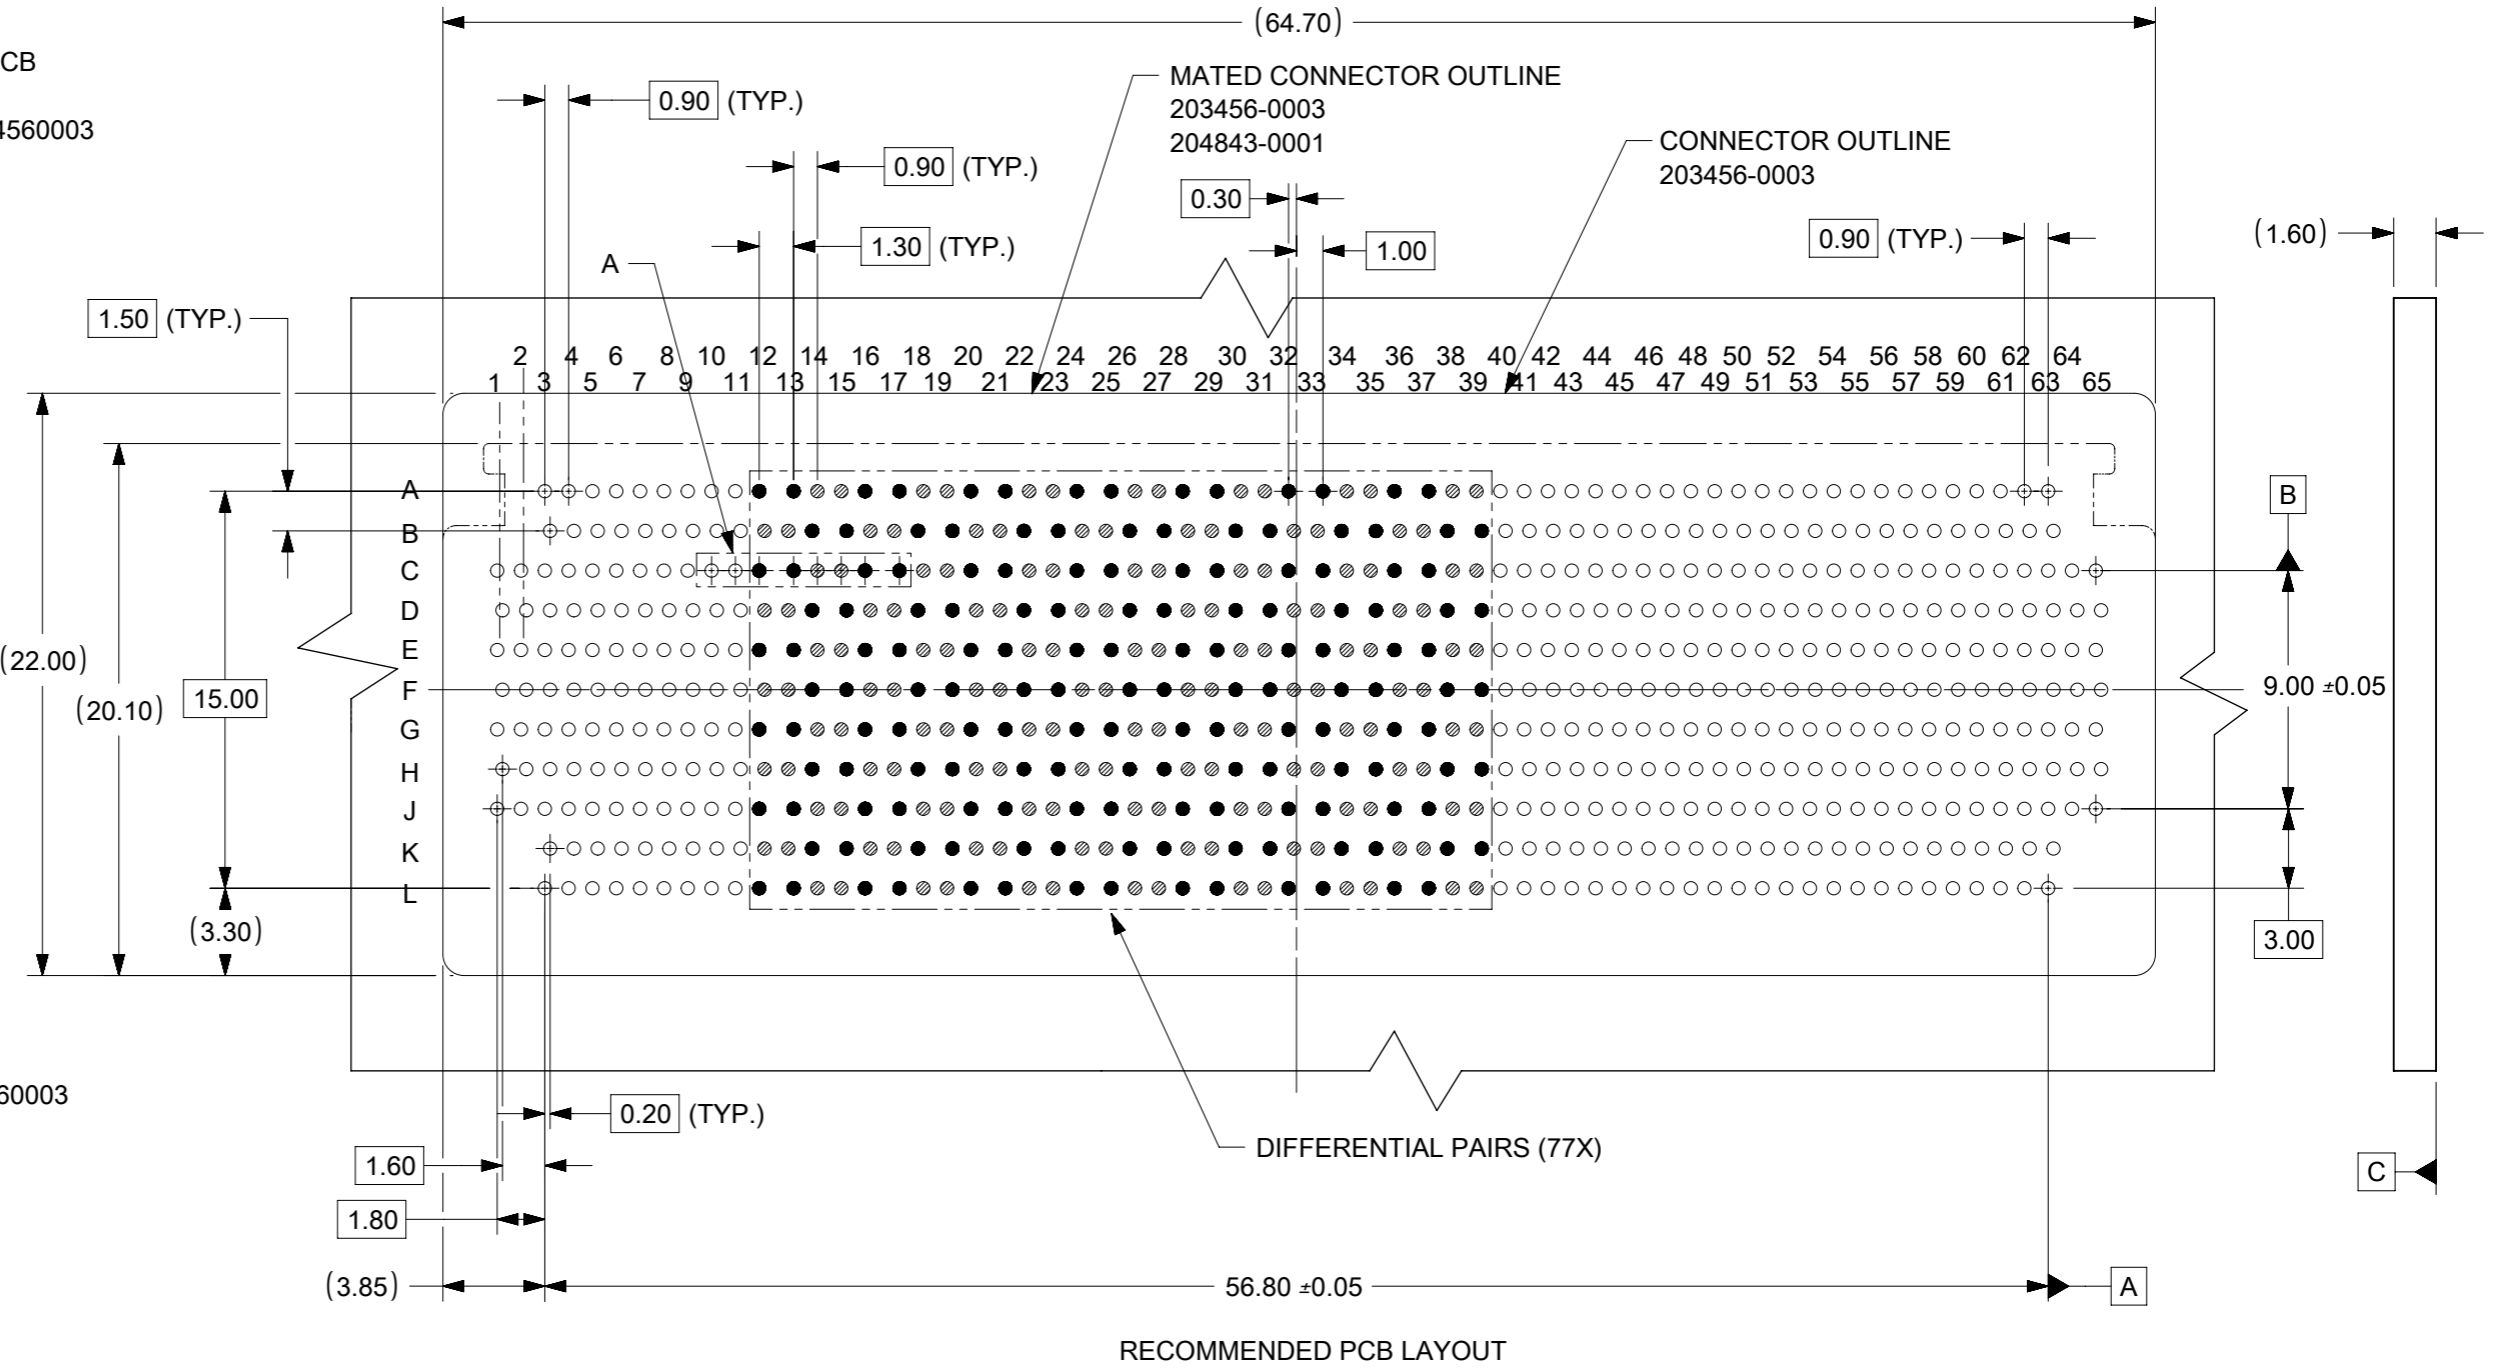 (64.70)
CB
4560003
0.90 (TYP.)
MATED CONNECTOR OUTLINE
203456-0003
204843-0001
CONNECTOR OUTLINE
203456-0003
0.90 (TYP.)
0.30
1.30 (TYP.)
1.00
0.90 (TYP.)
(1.60)
A
1.50 (TYP.)
2 4 6 8 10 12 14 16 18 20 22 24 26 28 30 32 34 36 38 40 42 44 46 48 50 52 54 56 58 60 62 64
1 3 5 7 9 11 13 15 17 19 21 23 25 27 29 31 33 35 37 39 41 43 45 47 49 51 53 55 57 59 61 63 65
A
B
B
C
D
E
F
G
H
J
K
L
(22.00)
(20.10)
15.00
(3.30)
9.00 ±0.05
3.00
60003
0.20 (TYP.)
DIFFERENTIAL PAIRS (77X)
1.60
C
1.80
(3.85)
56.80 ±0.05
A
RECOMMENDED PCB LAYOUT